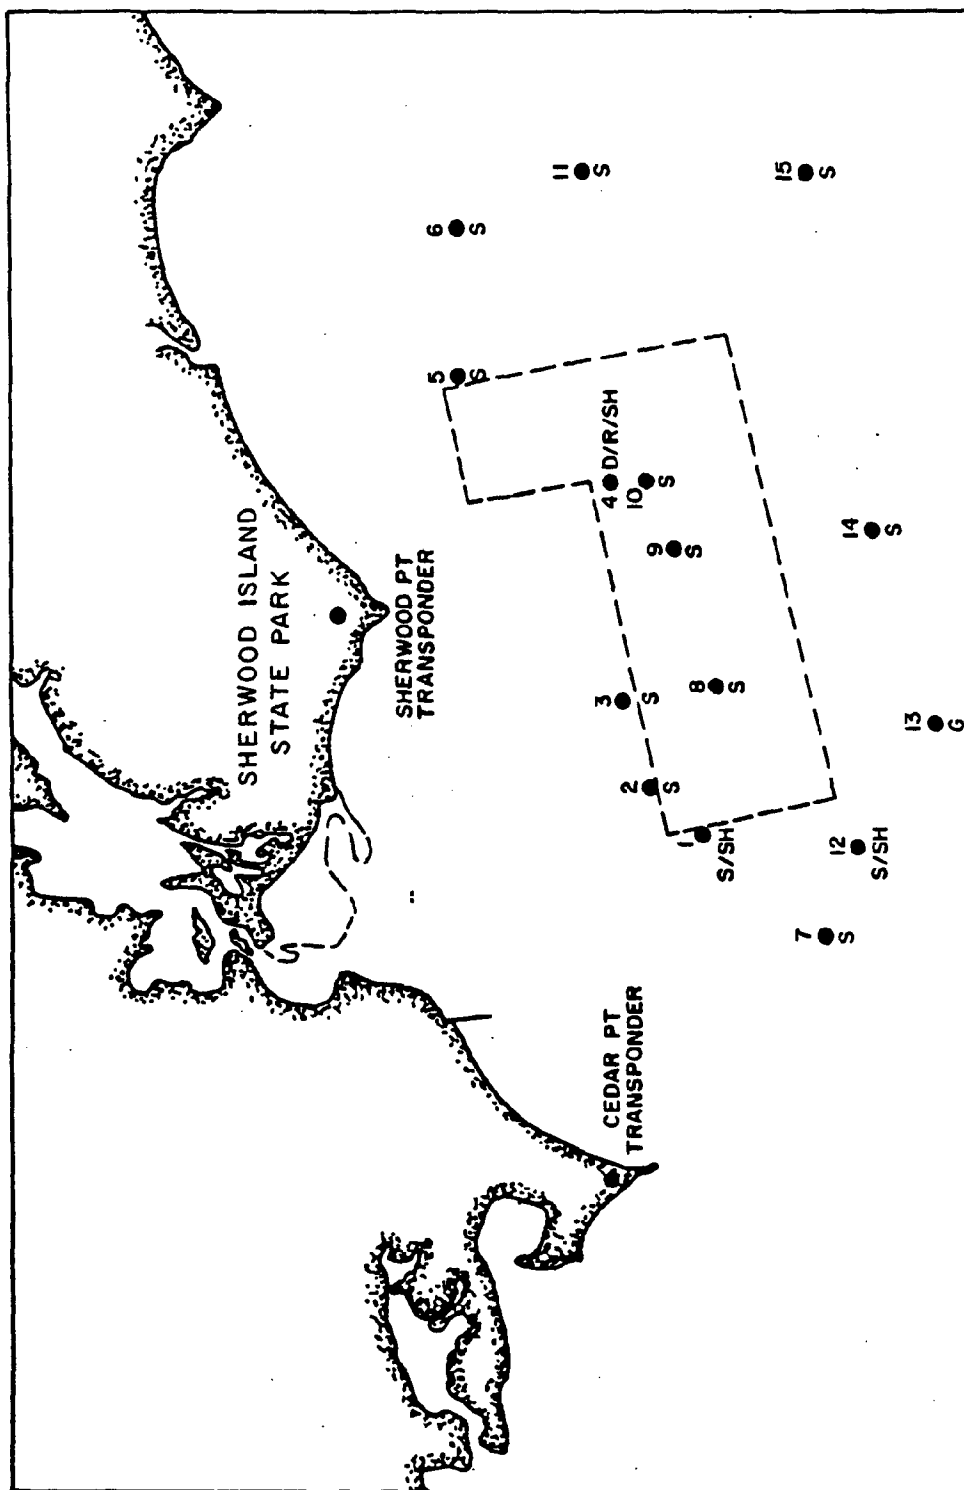 SHERWOOD ISLAND
STATE PARK
SHERWOOD PT
TRANSPONDER
CEDAR PT
TRANSPONDER
1
S/SH
2
S
3
S
4 D/R/SH
5
S
6
S
7
S
8
S
9
S
10
S
11
S
12
S/SH
13
G
14
S
15
S